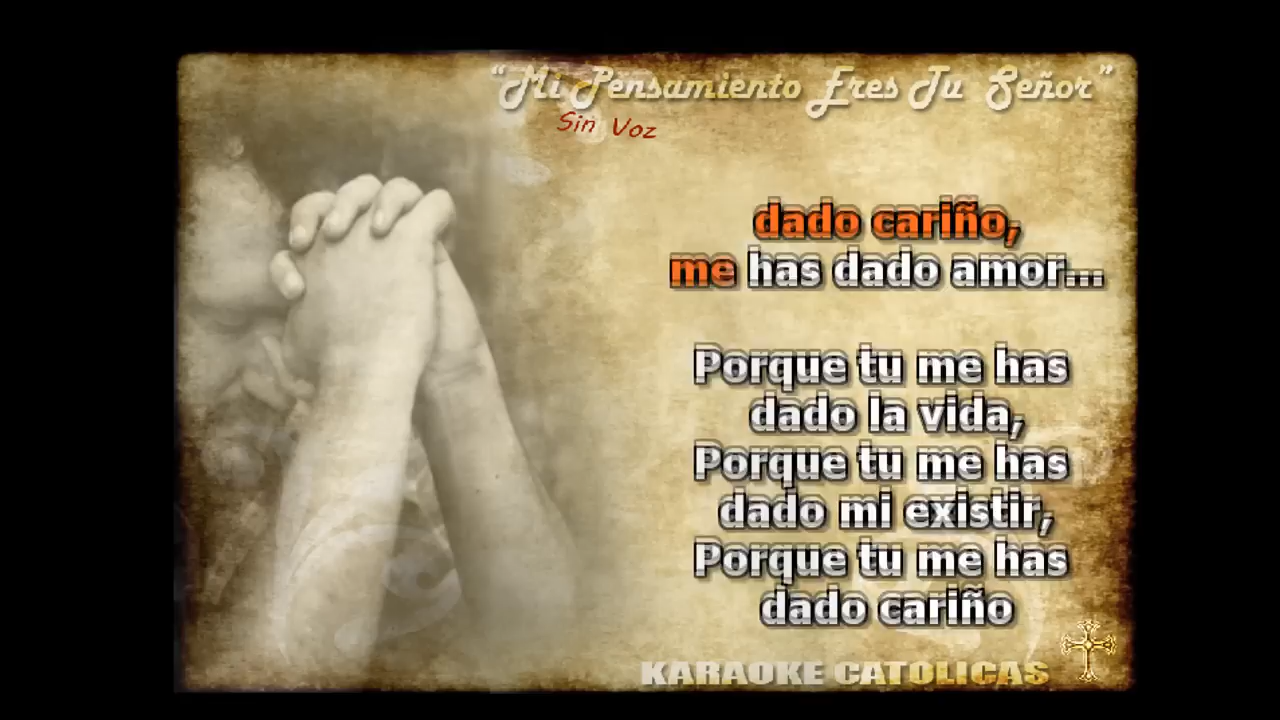 “Mi Pensamiento Eres Tu Señor”
Sin Voz
dado cariño,
me has dado amor...
Porque tu me has
dado la vida,
Porque tu me has
dado mi existir,
Porque tu me has
dado cariño
KARAOKE CATOLICAS